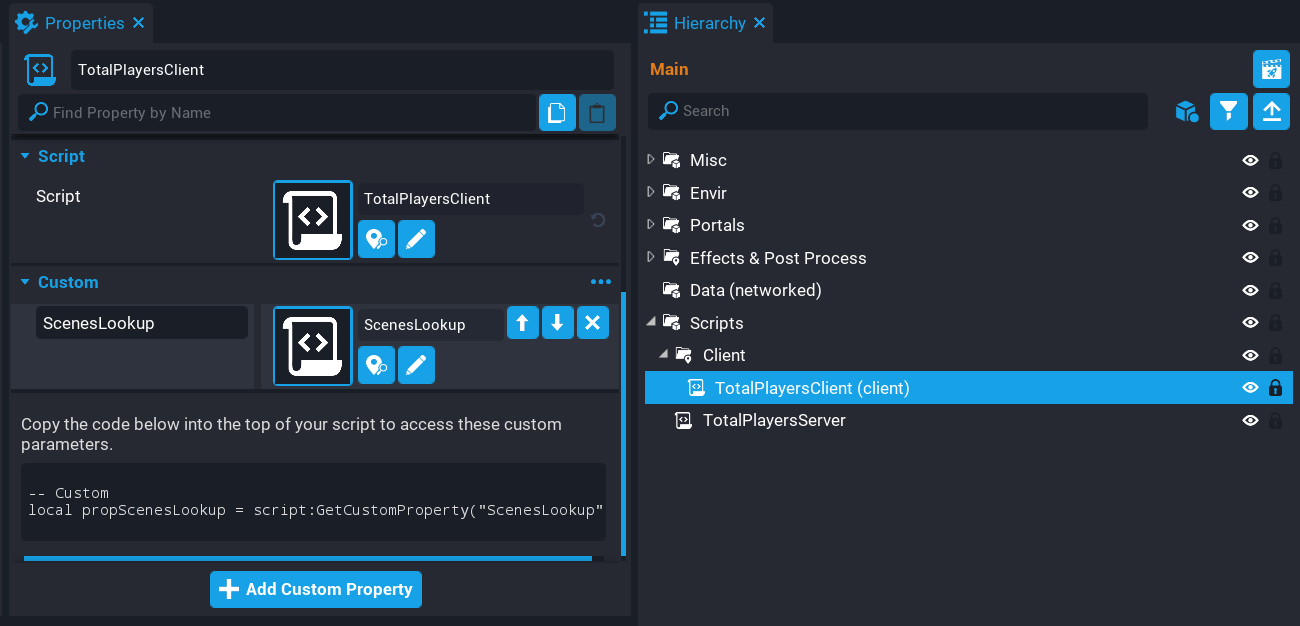 Properties
TotalPlayersClient
Find Property by Name
Script
Script
TotalPlayersClient
Custom
ScenesLookup
ScenesLookup
Copy the code below into the top of your script to access these custom
parameters.
-- Custom
local propScenesLookup = script:GetCustomProperty("ScenesLookup"
Add Custom Property
Hierarchy
Main
Search
Misc
Envir
Portals
Effects & Post Process
Data (networked)
Scripts
Client
TotalPlayersClient (client)
TotalPlayersServer